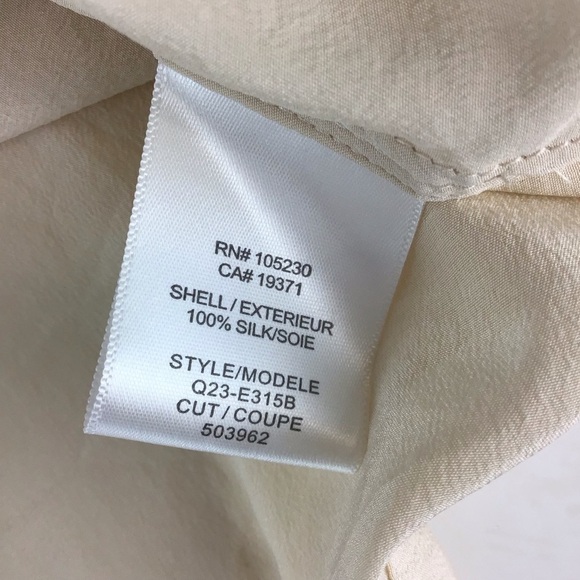 RN# 105230
CA# 19371
SHELL / EXTERIEUR
100% SILK/SOIE
STYLE/MODELE
Q23-E315B
CUT / COUPE
503962